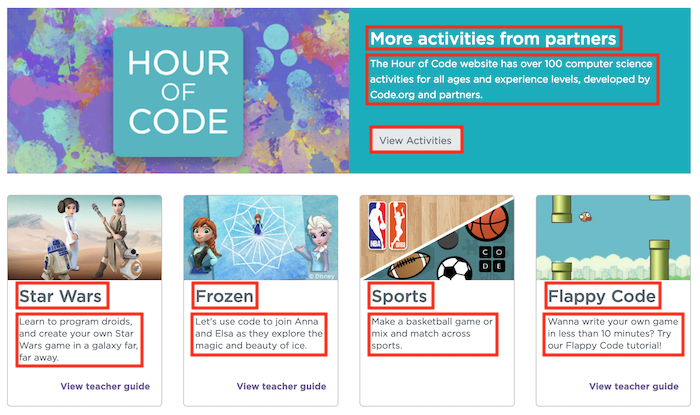 HOUR
OF
CODE
More activities from partners
The Hour of Code website has over 100 computer science
activities for all ages and experience levels, developed by
Code.org and partners.
View Activities
© Disney
NBA
WNBA
C O
D E
Star Wars
Learn to program droids,
and create your own Star
Wars game in a galaxy far,
far away.
View teacher guide
Frozen
Let's use code to join Anna
and Elsa as they explore the
magic and beauty of ice.
View teacher guide
Sports
Make a basketball game or
mix and match across
sports.
Flappy Code
Wanna write your own game
in less than 10 minutes? Try
our Flappy Code tutorial!
View teacher guide